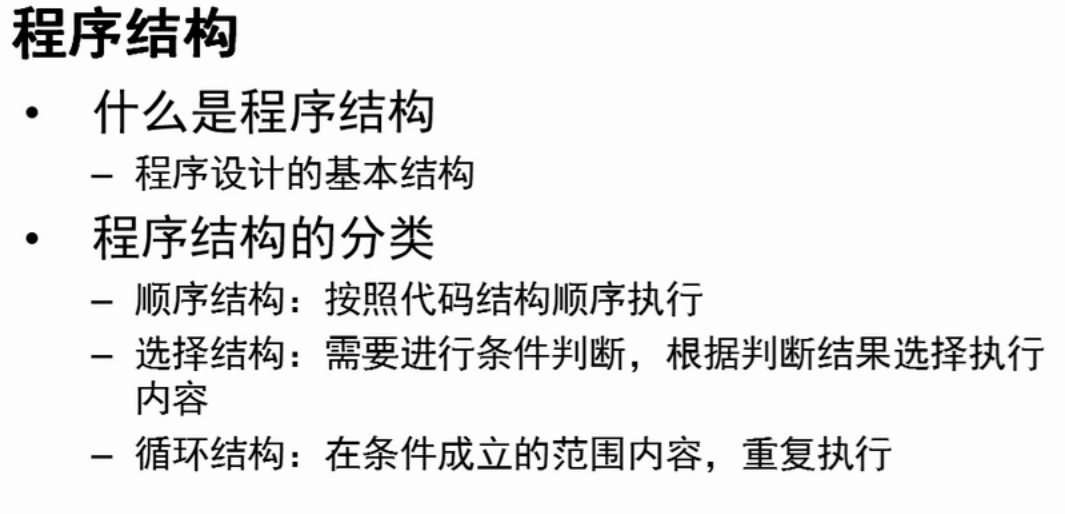 程序结构
• 什么是程序结构
– 程序设计的基本结构
• 程序结构的分类
– 顺序结构：按照代码结构顺序执行
– 选择结构：需要进行条件判断，根据判断结果选择执行
内容
– 循环结构：在条件成立的范围内容，重复执行